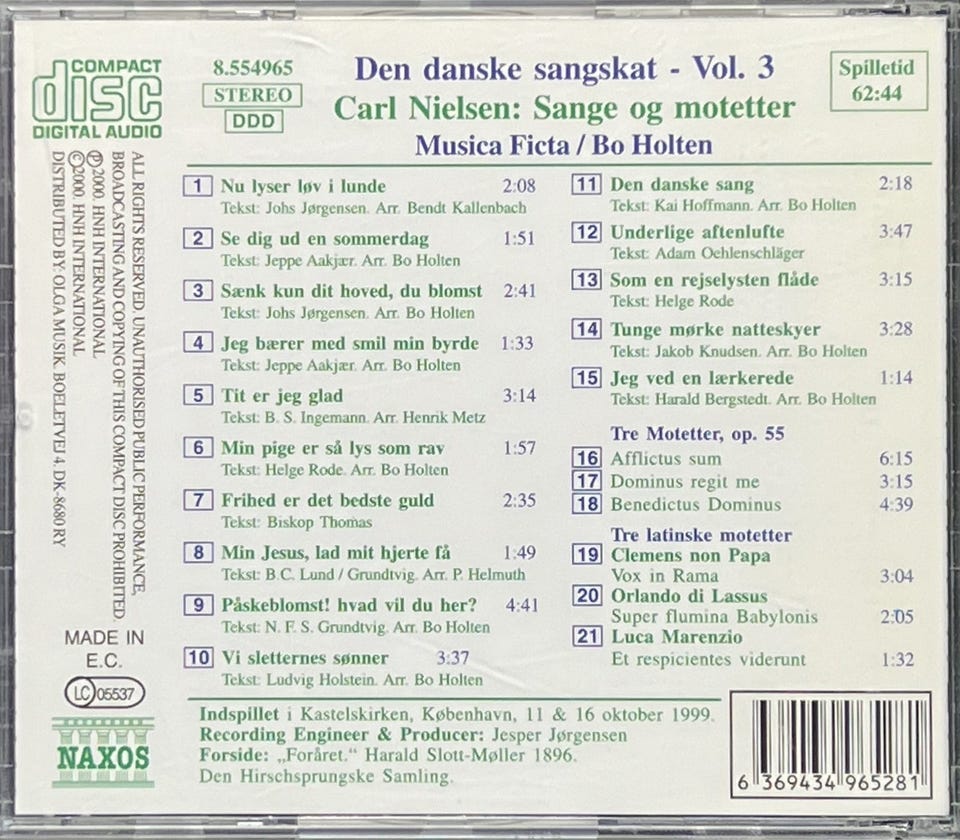 COMPACT
disc
DIGITAL AUDIO
8.554965
STEREO
DDD
Den danske sangskat - Vol. 3
Carl Nielsen: Sange og motetter
Musica Ficta / Bo Holten
Spilletid
62:44
ALL RIGHTS RESERVED. UNAUTHORISED PUBLIC PERFORMANCE,
BROADCASTING AND COPYING OF THIS COMPACT DISC PROHIBITED.
Ⓟ 2000. HNH INTERNATIONAL
© 2000. HNH INTERNATIONAL
DISTRIBUTED BY: OLGA MUSIK. BOELETVEJ 4. DK-8680 RY
1 Nu lyser løv i lunde 2:08
Tekst: Johs Jørgensen. Arr. Bendt Kallenbach
2 Se dig ud en sommerdag 1:51
Tekst: Jeppe Aakjær. Arr. Bo Holten
3 Sænk kun dit hoved, du blomst 2:41
Tekst: Johs Jørgensen. Arr. Bo Holten
4 Jeg bærer med smil min byrde 1:33
Tekst: Jeppe Aakjær. Arr. Bo Holten
5 Tit er jeg glad 3:14
Tekst: B. S. Ingemann. Arr. Henrik Metz
6 Min pige er så lys som rav 1:57
Tekst: Helge Rode. Arr. Bo Holten
7 Frihed er det bedste guld 2:35
Tekst: Biskop Thomas
8 Min Jesus, lad mit hjerte få 1:49
Tekst: B.C. Lund / Grundtvig. Arr. P. Helmuth
9 Påskeblomst! hvad vil du her? 4:41
Tekst: N. F. S. Grundtvig. Arr. Bo Holten
10 Vi sletternes sønner 3:37
Tekst: Ludvig Holstein. Arr. Bo Holten
11 Den danske sang 2:18
Tekst: Kai Hoffmann. Arr. Bo Holten
12 Underlige aftenlufte 3:47
Tekst: Adam Oehlenschläger
13 Som en rejselysten flåde 3:15
Tekst: Helge Rode
14 Tunge mørke natteskyer 3:28
Tekst: Jakob Knudsen. Arr. Bo Holten
15 Jeg ved en lærkerede 1:14
Tekst: Harald Bergstedt. Arr. Bo Holten
Tre Motetter, op. 55
16 Afflictus sum 6:15
17 Dominus regit me 3:15
18 Benedictus Dominus 4:39
Tre latinske motetter
19 Clemens non Papa
Vox in Rama 3:04
20 Orlando di Lassus
Super flumina Babylonis 2:05
21 Luca Marenzio
Et respicientes viderunt 1:32
MADE IN
E.C.
LC 05537
NAXOS
Indspillet i Kastelskirken, København, 11 & 16 oktober 1999.
Recording Engineer & Producer: Jesper Jørgensen
Forside: „Foråret.“ Harald Slott-Møller 1896.
Den Hirschsprungske Samling.
6 369434 965281